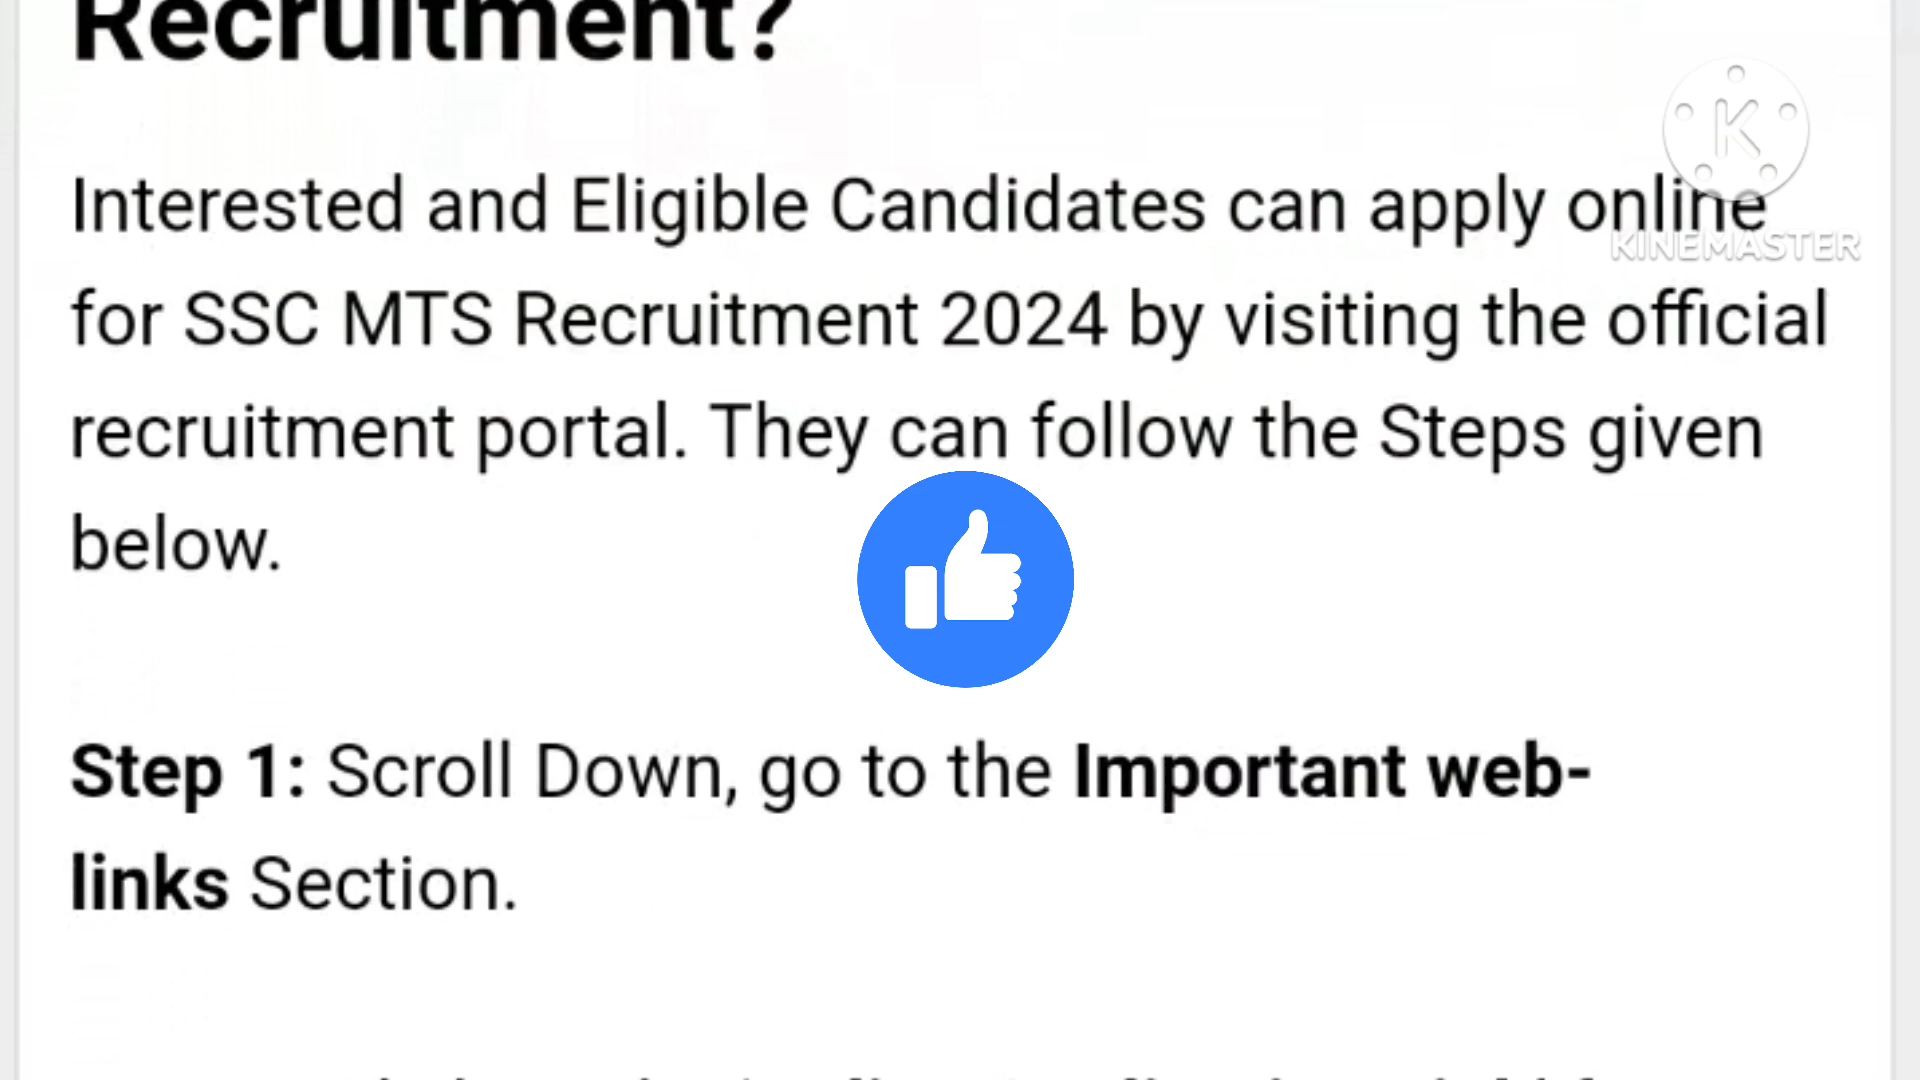 Recruitment?
K
Interested and Eligible Candidates can apply online
KINEMASTER
for SSC MTS Recruitment 2024 by visiting the official
recruitment portal. They can follow the Steps given
below.
Step 1: Scroll Down, go to the Important web-
links Section.